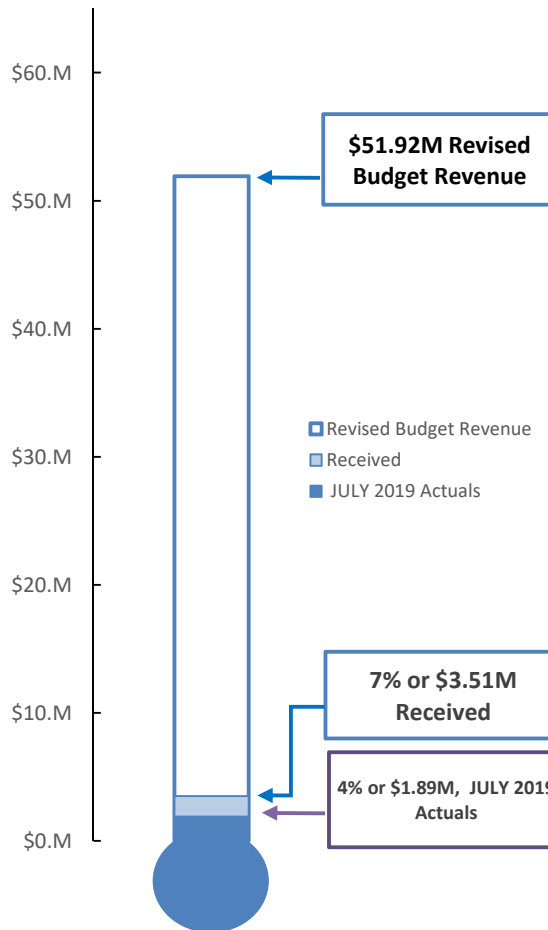 $60.M
$51.92M Revised
Budget Revenue
$50.M
$40.M
$30.M
Revised Budget Revenue
Received
JULY 2019 Actuals
$20.M
$10.M
7% or $3.51M
Received
4% or $1.89M, JULY 2019
Actuals
$0.M